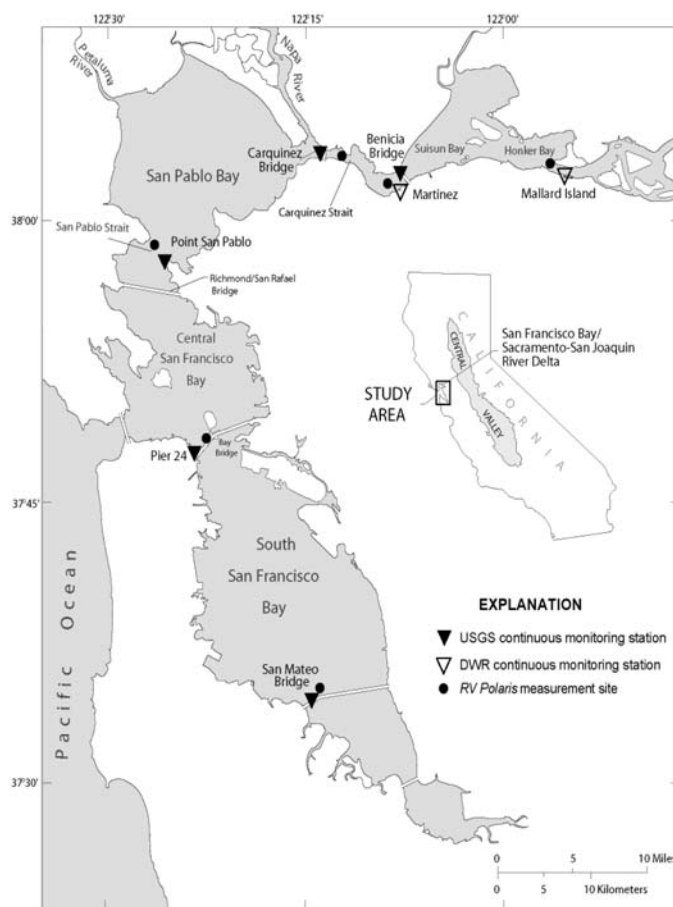 122°30'
122°15'
122°00'
Petaluma
River
Napa
River
Benicia
Bridge
Suisun Bay
Honker Bay
Carquinez
Bridge
San Pablo Bay
Martinez
Mallard Island
Carquinez Strait
38°00'
San Pablo Strait
Point San Pablo
Richmond/San Rafael
Bridge
Central
San Francisco
Bay
San Francisco Bay/
Sacramento-San Joaquin
River Delta
STUDY
AREA
CENTRAL
VALLEY
CALIFORNIA
Pier 24
Bay
Bridge
37°45'
South
San Francisco
Bay
Pacific Ocean
EXPLANATION
USGS continuous monitoring station
DWR continuous monitoring station
RV Polaris measurement site
San Mateo
Bridge
37°30'
0 5 10 Miles
0 5 10 Kilometers